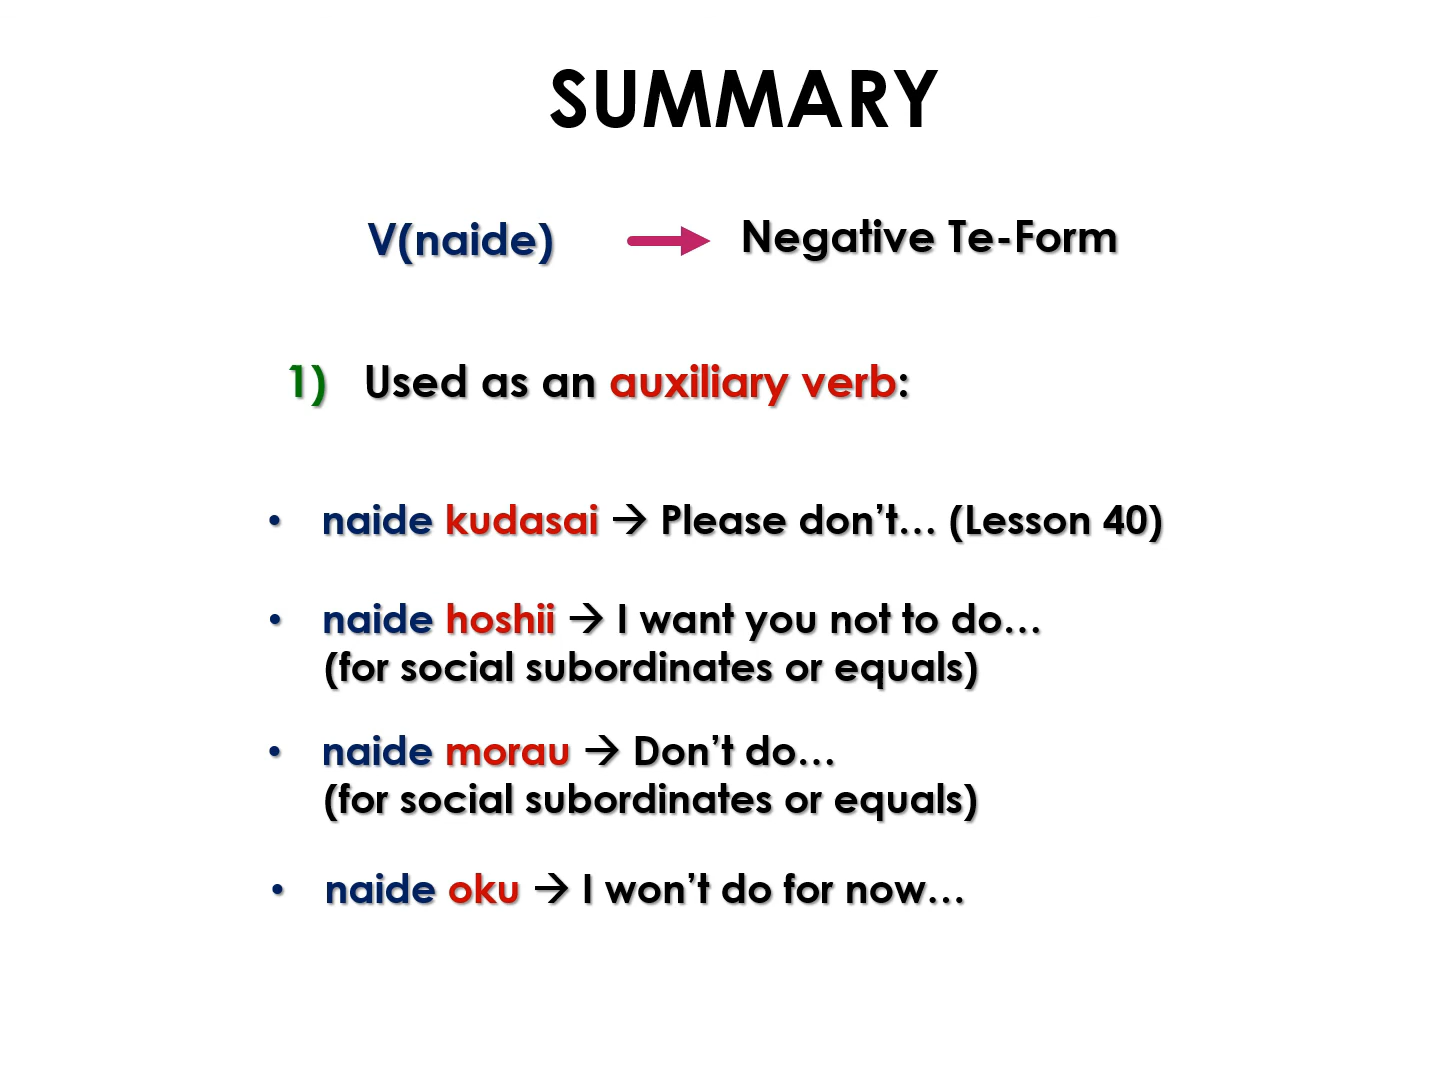 SUMMARY
V(naide) → Negative Te-Form
1) Used as an auxiliary verb:
• naide kudasai → Please don’t… (Lesson 40)
• naide hoshii → I want you not to do…
(for social subordinates or equals)
• naide morau → Don’t do…
(for social subordinates or equals)
• naide oku → I won’t do for now…